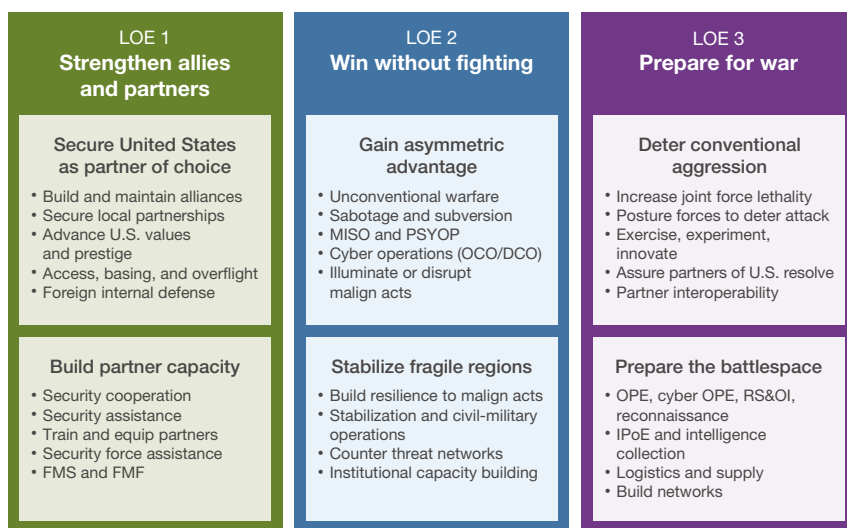 LOE 1
Strengthen allies
and partners
Secure United States
as partner of choice
• Build and maintain alliances
• Secure local partnerships
• Advance U.S. values
and prestige
• Access, basing, and overflight
• Foreign internal defense
Build partner capacity
• Security cooperation
• Security assistance
• Train and equip partners
• Security force assistance
• FMS and FMF
LOE 2
Win without fighting
Gain asymmetric
advantage
• Unconventional warfare
• Sabotage and subversion
• MISO and PSYOP
• Cyber operations (OCO/DCO)
• Illuminate or disrupt
malign acts
Stabilize fragile regions
• Build resilience to malign acts
• Stabilization and civil-military
operations
• Counter threat networks
• Institutional capacity building
LOE 3
Prepare for war
Deter conventional
aggression
• Increase joint force lethality
• Posture forces to deter attack
• Exercise, experiment,
innovate
• Assure partners of U.S. resolve
• Partner interoperability
Prepare the battlespace
• OPE, cyber OPE, RS&OI,
reconnaissance
• IPoE and intelligence
collection
• Logistics and supply
• Build networks